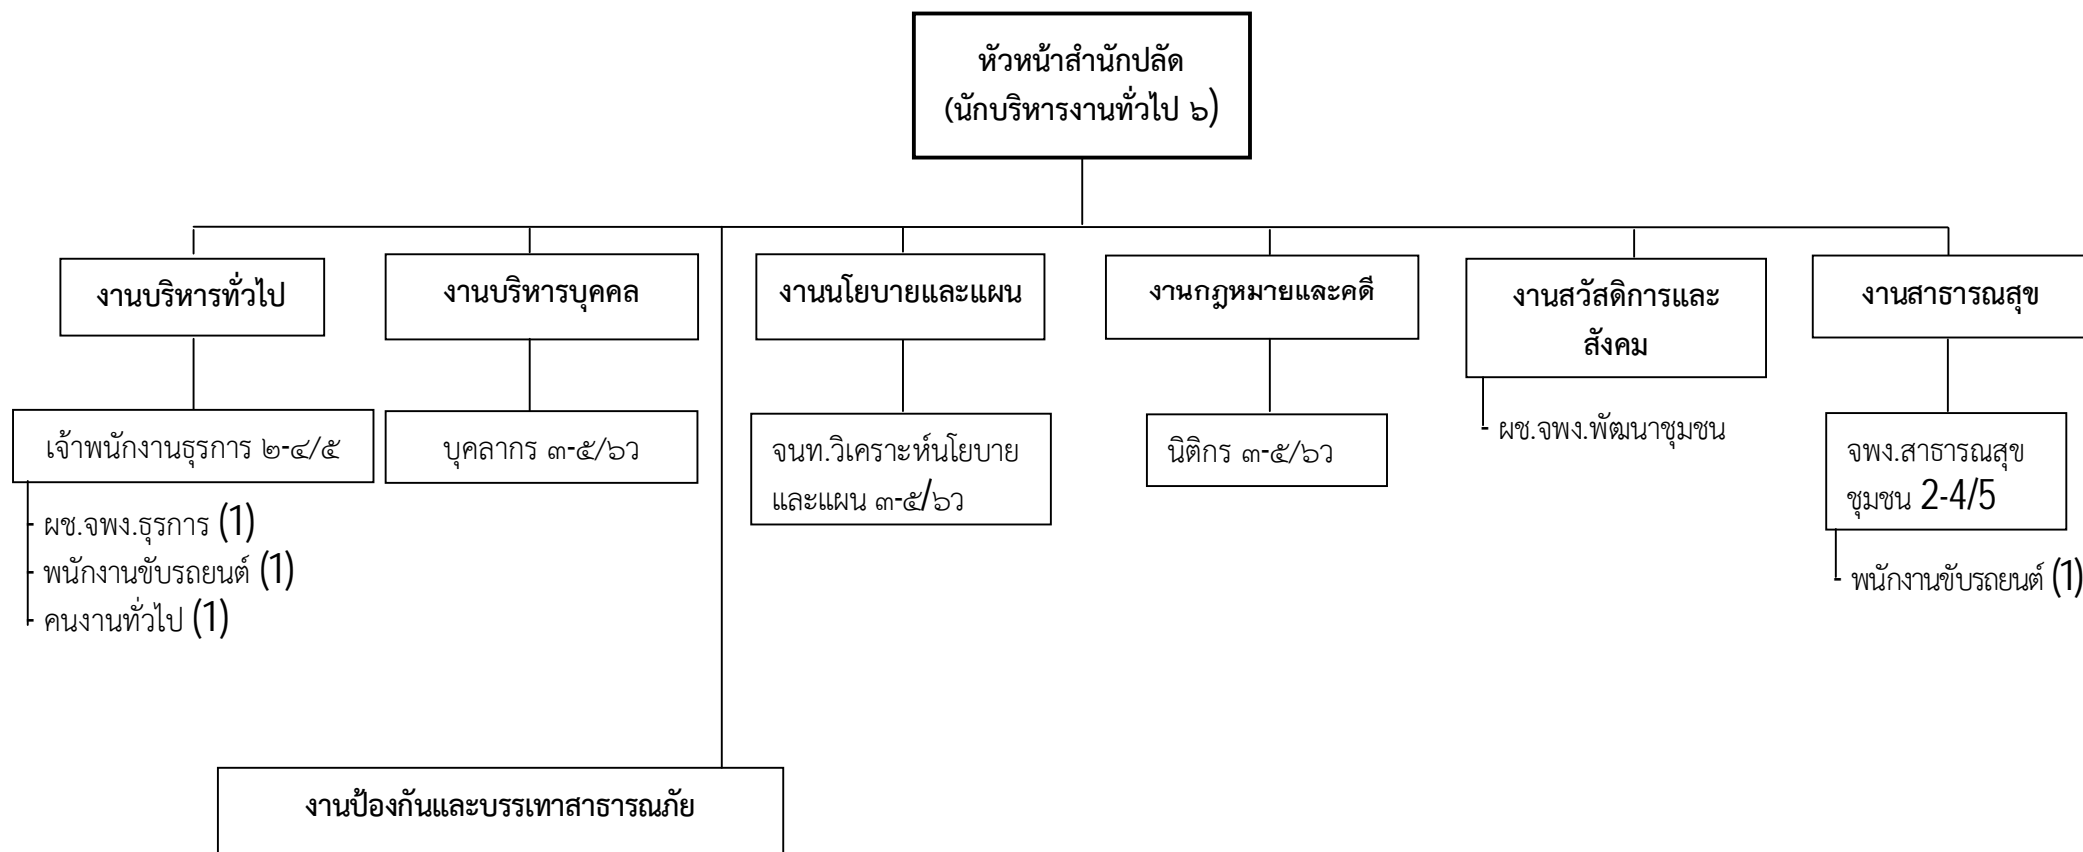 หัวหน้าสำนักปลัด
(นักบริหารงานทั่วไป ๖)
งานบริหารทั่วไป
งานบริหารบุคคล
งานนโยบายและแผน
งานกฎหมายและคดี
งานสวัสดิการและ
สังคม
งานสาธารณสุข
เจ้าพนักงานธุรการ ๒-๔/๕
- ผช.จพง.ธุรการ (1)
- พนักงานขับรถยนต์ (1)
- คนงานทั่วไป (1)
บุคลากร ๓-๕/๖ว
จนท.วิเคราะห์นโยบาย
และแผน ๓-๕/๖ว
นิติกร ๓-๕/๖ว
- ผช.จพง.พัฒนาชุมชน
จพง.สาธารณสุข
ชุมชน 2-4/5
- พนักงานขับรถยนต์ (1)
งานป้องกันและบรรเทาสาธารณภัย